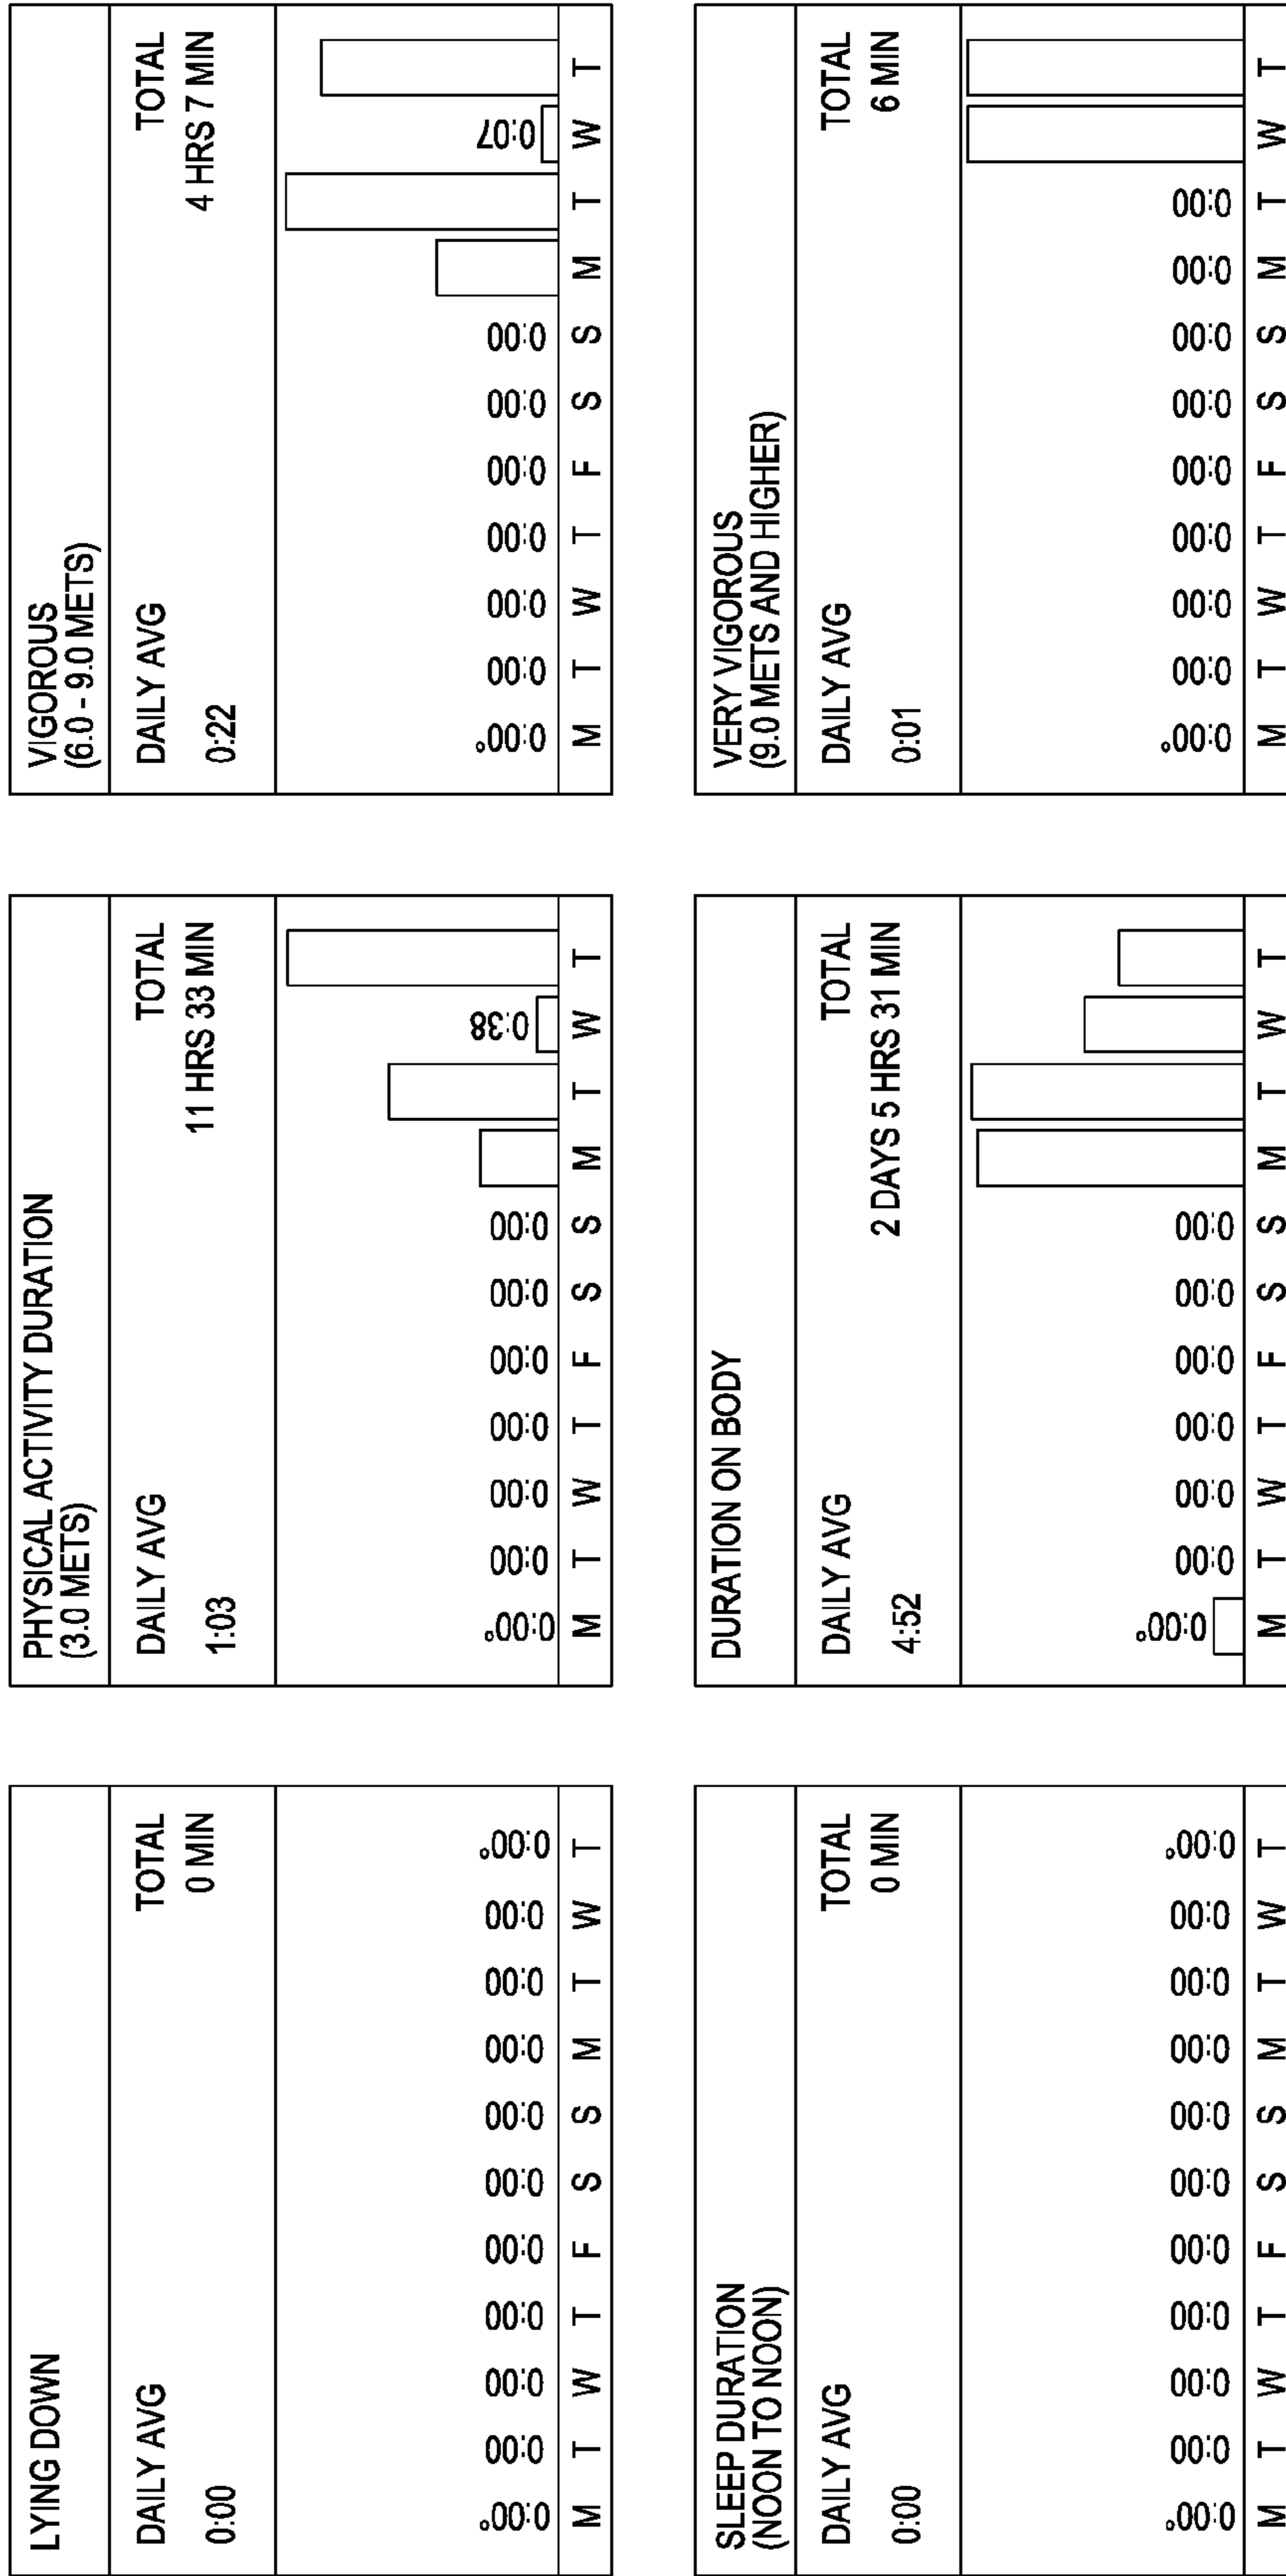 LYING DOWN
DAILY AVG TOTAL
0:00 0 MIN
0:00° 0:00 0:00 0:00 0:00 0:00 0:00 0:00 0:00 0:00 0:00°
M T W T F S S M T W T
PHYSICAL ACTIVITY DURATION
(3.0 METS)
DAILY AVG TOTAL
1:03 11 HRS 33 MIN
0:00° 0:00 0:00 0:00 0:00 0:00 0:00 0:38
M T W T F S S M T W T
VIGOROUS
(6.0 - 9.0 METS)
DAILY AVG TOTAL
0:22 4 HRS 7 MIN
0:00° 0:00 0:00 0:00 0:00 0:00 0:00 0:07
M T W T F S S M T W T
SLEEP DURATION
(NOON TO NOON)
DAILY AVG TOTAL
0:00 0 MIN
0:00° 0:00 0:00 0:00 0:00 0:00 0:00 0:00 0:00 0:00 0:00°
M T W T F S S M T W T
DURATION ON BODY
DAILY AVG TOTAL
4:52 2 DAYS 5 HRS 31 MIN
0:00° 0:00 0:00 0:00 0:00 0:00 0:00
M T W T F S S M T W T
VERY VIGOROUS
(9.0 METS AND HIGHER)
DAILY AVG TOTAL
0:01 6 MIN
0:00° 0:00 0:00 0:00 0:00 0:00 0:00 0:00 0:00
M T W T F S S M T W T